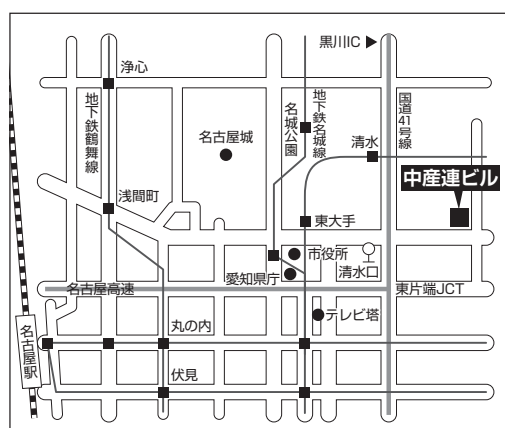 黒川IC ▶
浄心
地下鉄鶴舞線
名古屋城
名城公園
地下鉄名城線
清水
国道41号線
中産連ビル
浅間町
東大手
市役所
清水口
愛知県庁
名古屋高速
東片端JCT
テレビ塔
丸の内
名古屋駅
伏見